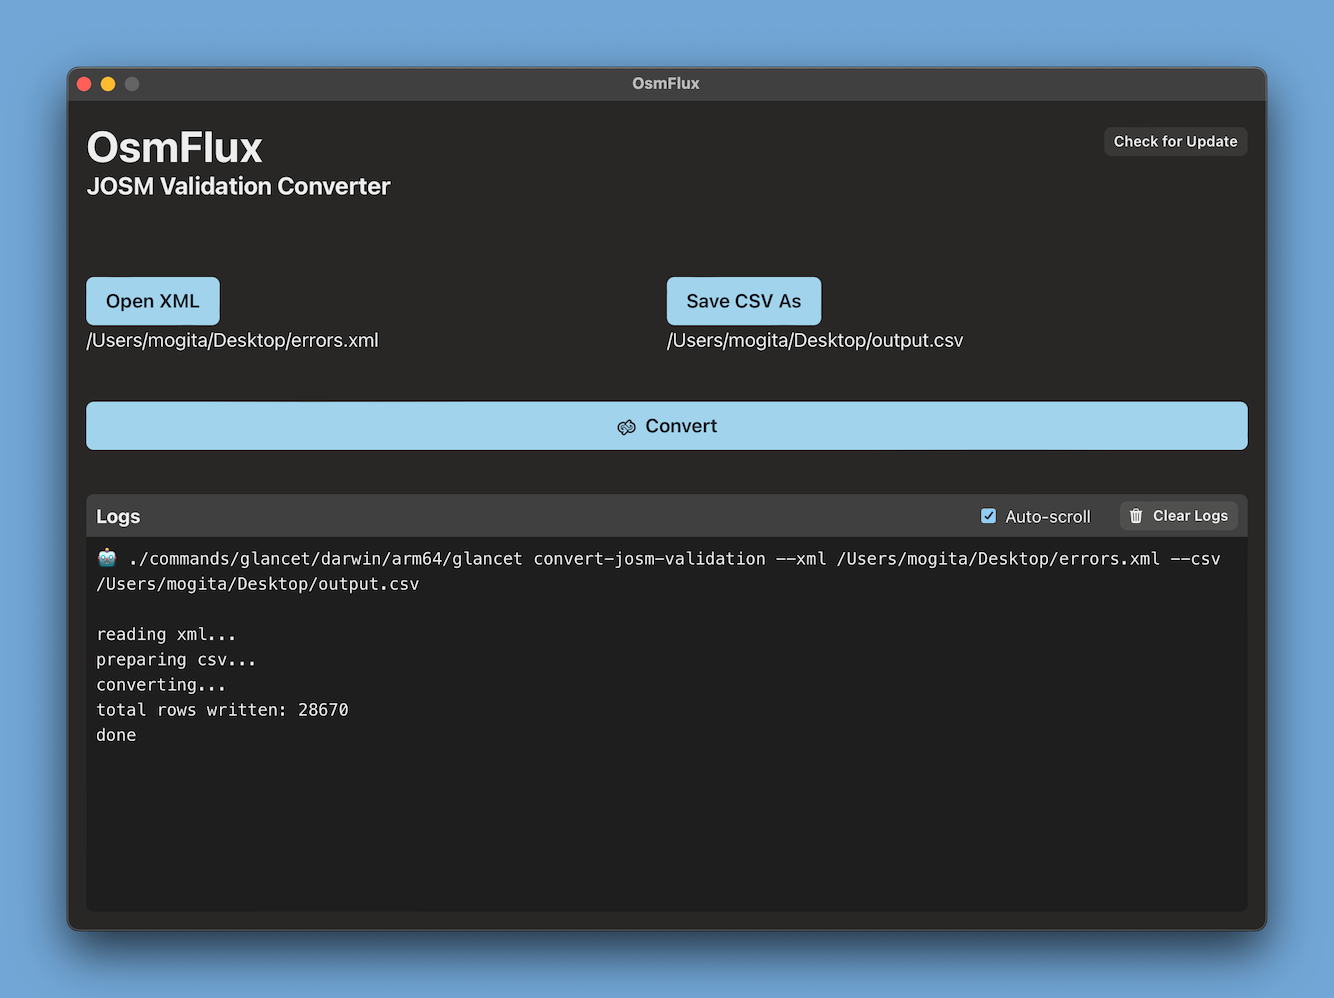 OsmFlux
OsmFlux
Check for Update
JOSM Validation Converter
Open XML
/Users/mogita/Desktop/errors.xml
Save CSV As
/Users/mogita/Desktop/output.csv
Convert
Logs
Auto-scroll
Clear Logs
🤖 ./commands/glancet/darwin/arm64/glancet convert-josm-validation --xml /Users/mogita/Desktop/errors.xml --csv
/Users/mogita/Desktop/output.csv
reading xml...
preparing csv...
converting...
total rows written: 28670
done